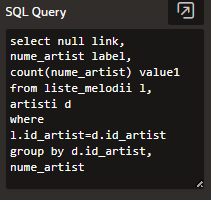 SQL Query
select null link,
nume_artist label,
count(nume_artist) value1
from liste_melodii l,
artisti d
where
l.id_artist=d.id_artist
group by d.id_artist,
nume_artist